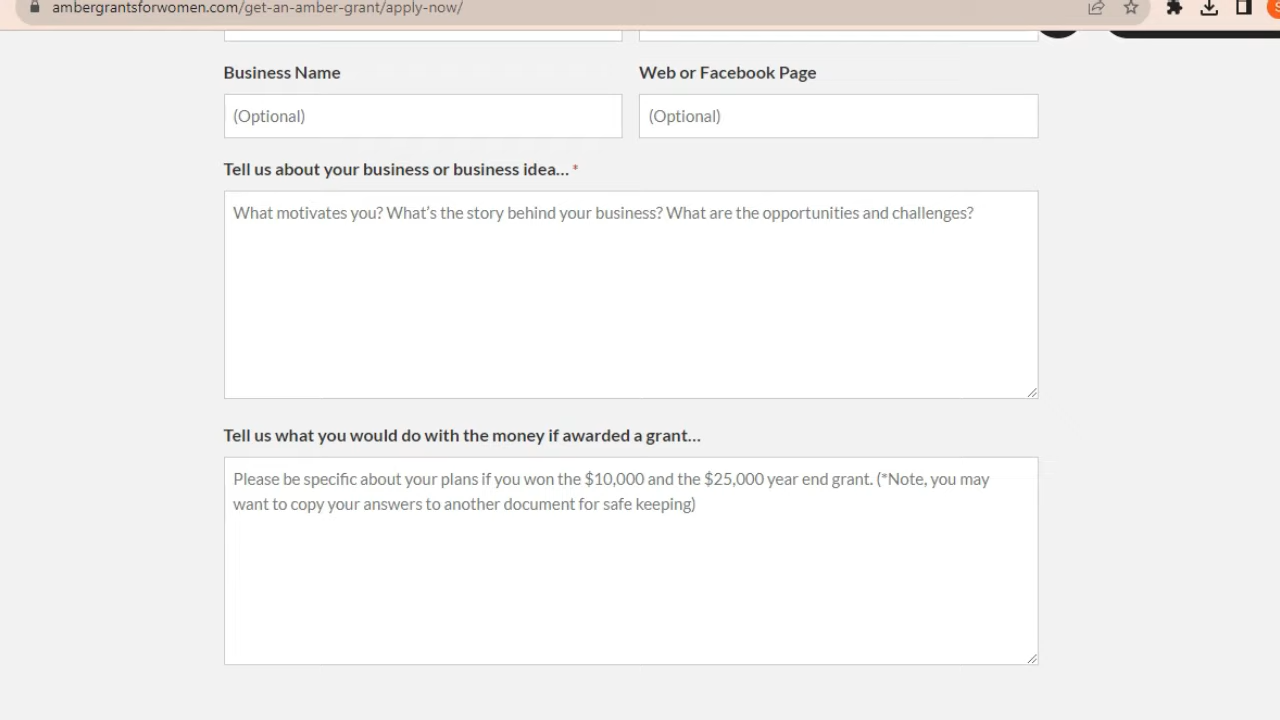 ambergrantsforwomen.com/get-an-amber-grant/apply-now/
Business Name
Web or Facebook Page
(Optional)
(Optional)
Tell us about your business or business idea... *
What motivates you? What's the story behind your business? What are the opportunities and challenges?
Tell us what you would do with the money if awarded a grant...
Please be specific about your plans if you won the $10,000 and the $25,000 year end grant. (*Note, you may
want to copy your answers to another document for safe keeping)